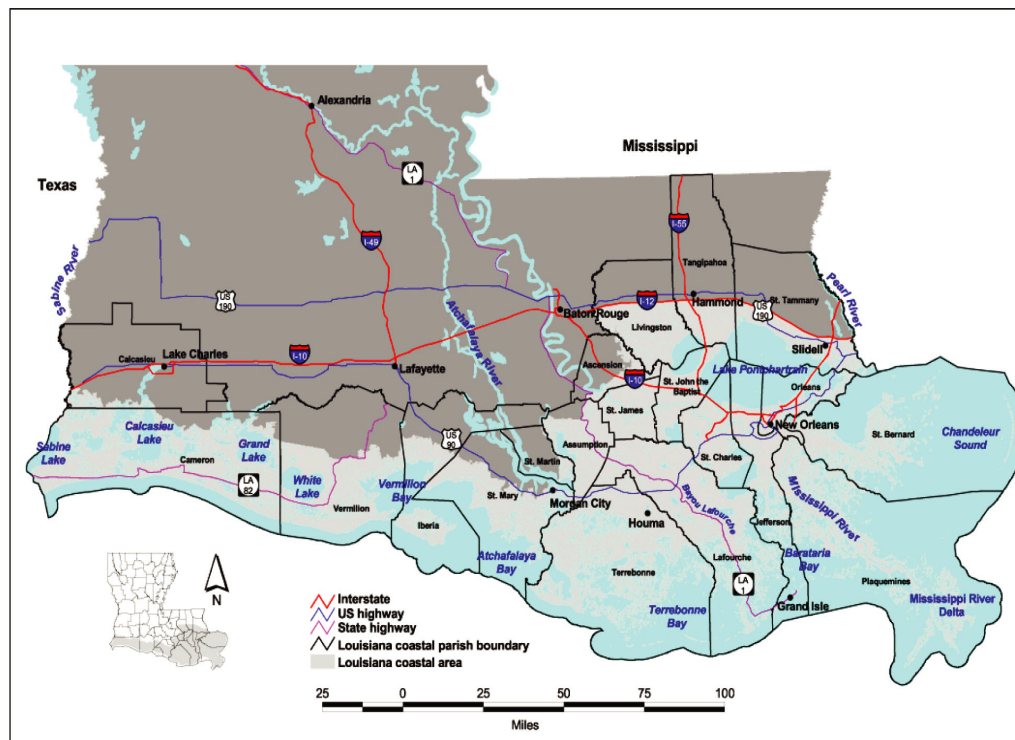 Alexandria
Mississippi
LA
1
Texas
I-55
I-49
Tangipahoa
Sabine River
US
190
Pearl River
I-12
Hammond
US
190
St. Tammany
Baton Rouge
Atchafalaya River
Livingston
Lake Charles
I-10
Calcasieu
Lafayette
Ascension
I-10
Slidell
Lake Pontchartrain
St. John the
Baptist
Orleans
St. James
New Orleans
Calcasieu
Lake
Sabine
Lake
Grand
Lake
US
90
Assumption
St. Bernard
Chandeleur
Sound
St. Martin
St. Charles
Cameron
LA
82
White
Lake
Vermilion
Bay
St. Mary
Morgan City
Bayou Lafourche
Mississippi River
Vermilion
Iberia
Houma
Jefferson
Atchafalaya
Bay
Lafourche
Barataria
Bay
Terrebonne
LA
1
Plaquemines
Grand Isle
Terrebonne
Bay
Mississippi River
Delta
N
Interstate
US highway
State highway
Louisiana coastal parish boundary
Louisiana coastal area
25 0 25 50 75 100
Miles